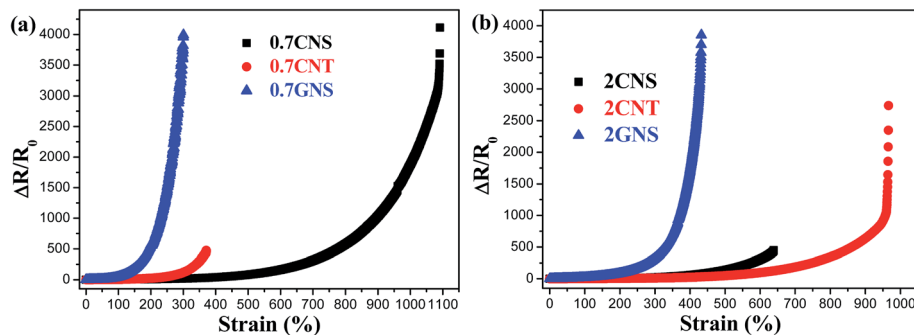 (a)
0.7CNS
0.7CNT
0.7GNS
ΔR/R0
4000
3500
3000
2500
2000
1500
1000
500
0
0 100 200 300 400 500 600 700 800 900 1000 1100
Strain (%)
(b)
2CNS
2CNT
2GNS
ΔR/R0
4000
3500
3000
2500
2000
1500
1000
500
0
0 100 200 300 400 500 600 700 800 900 1000
Strain (%)